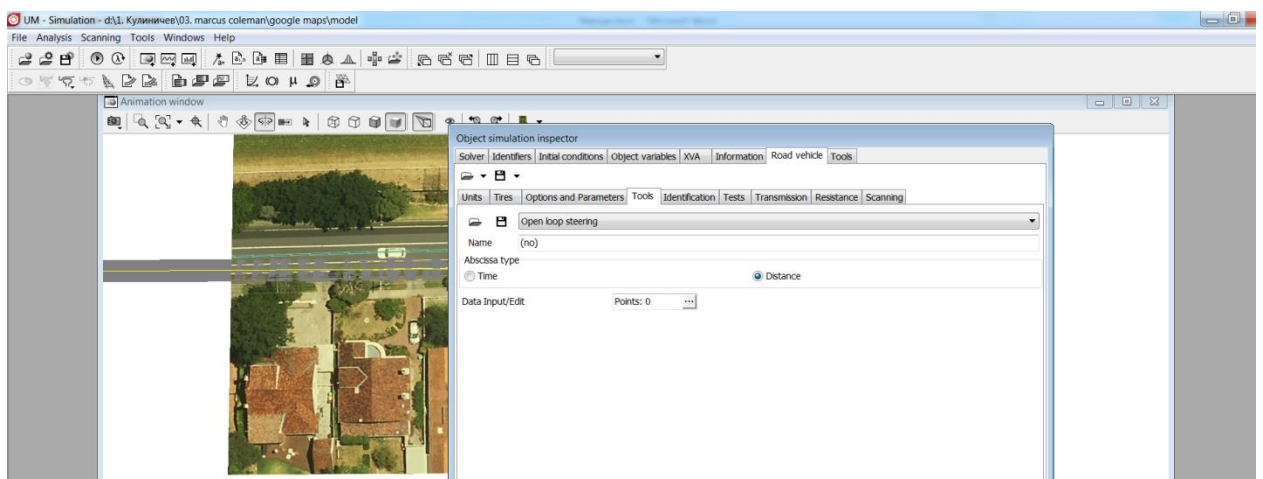 UM - Simulation - d:\1. Кулиничев\03. marcus coleman\google maps\model
File Analysis Scanning Tools Windows Help
Animation window
Object simulation inspector
Solver Identifiers Initial conditions Object variables XVA Information Road vehicle Tools
Units Tires Options and Parameters Tools Identification Tests Transmission Resistance Scanning
Open loop steering
Name (no)
Abscissa type
Time Distance
Data Input/Edit Points: 0 ...